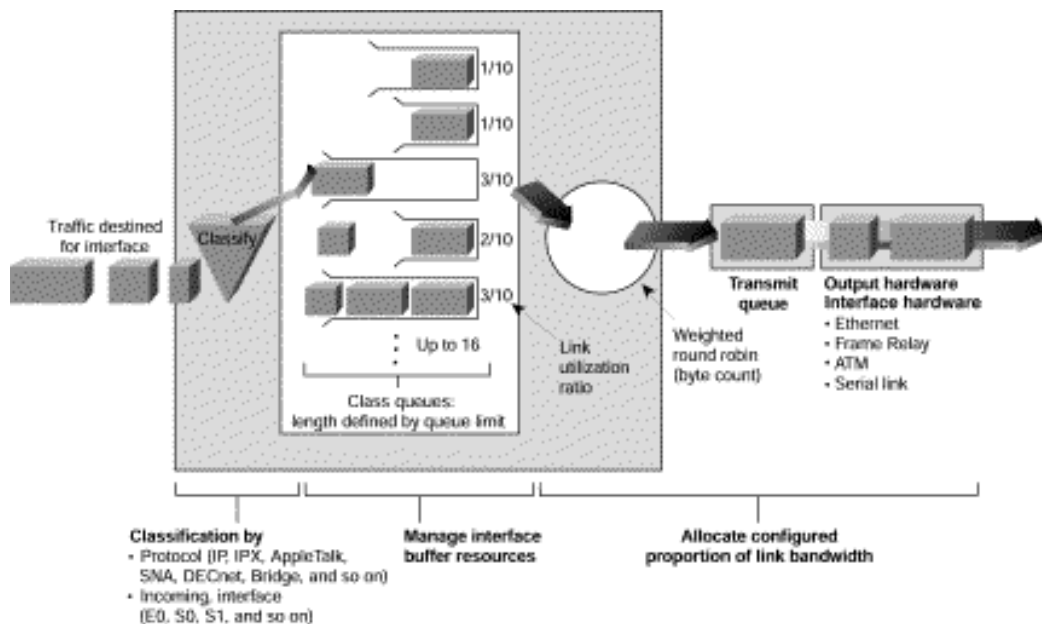 1/10
1/10
3/10
2/10
3/10
Traffic destined
for interface
Classify
Up to 16
Class queues:
length defined by queue limit
Link
utilization
ratio
Weighted
round robin
(byte count)
Transmit
queue
Output hardware
Interface hardware
• Ethernet
• Frame Relay
• ATM
• Serial link
Classification by
• Protocol (IP, IPX, AppleTalk,
SNA, DECnet, Bridge, and so on)
• Incoming, interface
(E0, S0, S1, and so on)
Manage interface
buffer resources
Allocate configured
proportion of link bandwidth